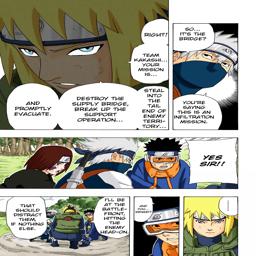 SO...
IT'S THE
BRIDGE?
RIGHT!
TEAM
KAKASHI...
YOUR
MISSION
IS...
YOU'RE
SAYING
THIS IS AN
INFILTRATION
MISSION.
STEAL
INTO
THE TAIL
END OF
ENEMY
TERRI-
TORY...
DESTROY THE
SUPPLY BRIDGE,
BREAK UP THE
SUPPORT
OPERATION...
AND
PROMPTLY
EVACUATE.
YES
SIR!!
I'LL BE
AT THE
BATTLE-
FRONT,
HITTING
THE ENEMY
HEAD-ON.
THAT
SHOULD
DISTRACT
THEM,
IF NOTHING
ELSE.